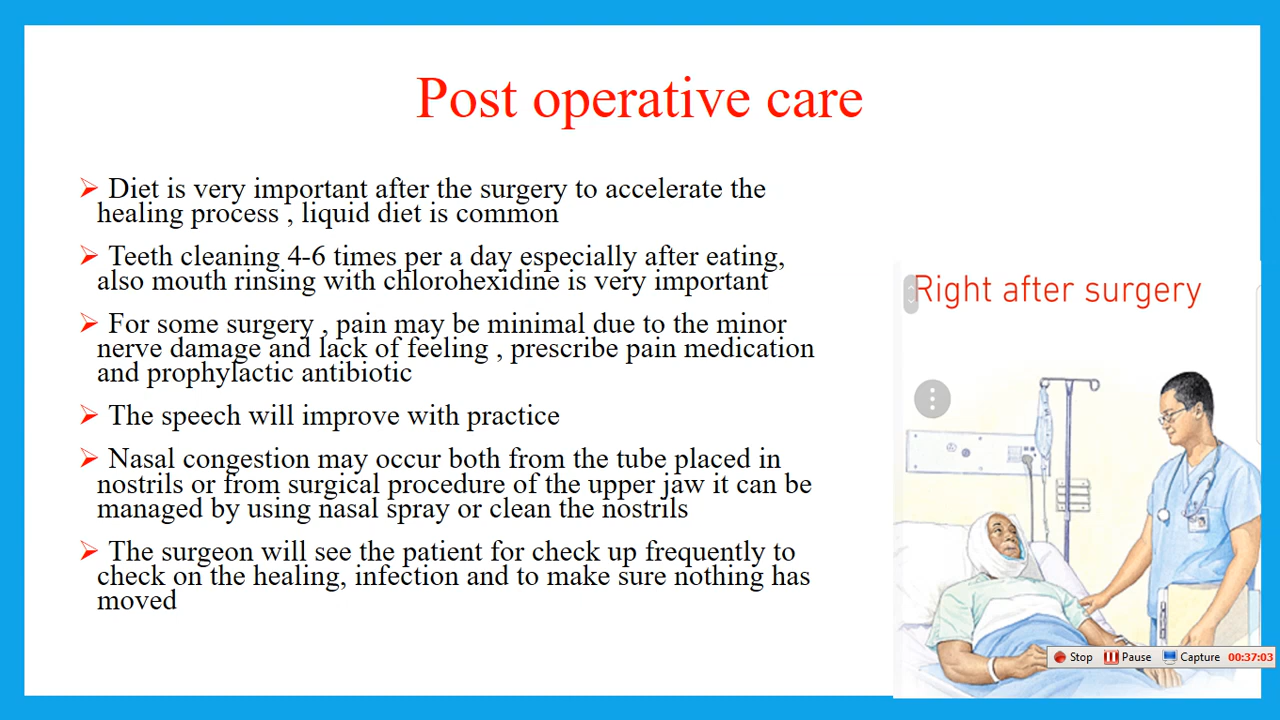 Post operative care
Diet is very important after the surgery to accelerate the
healing process , liquid diet is common
Teeth cleaning 4-6 times per a day especially after eating,
also mouth rinsing with chlorohexidine is very important
For some surgery , pain may be minimal due to the minor
nerve damage and lack of feeling , prescribe pain medication
and prophylactic antibiotic
The speech will improve with practice
Nasal congestion may occur both from the tube placed in
nostrils or from surgical procedure of the upper jaw it can be
managed by using nasal spray or clean the nostrils
The surgeon will see the patient for check up frequently to
check on the healing, infection and to make sure nothing has
moved
Right after surgery
Stop Pause Capture 00:37:03